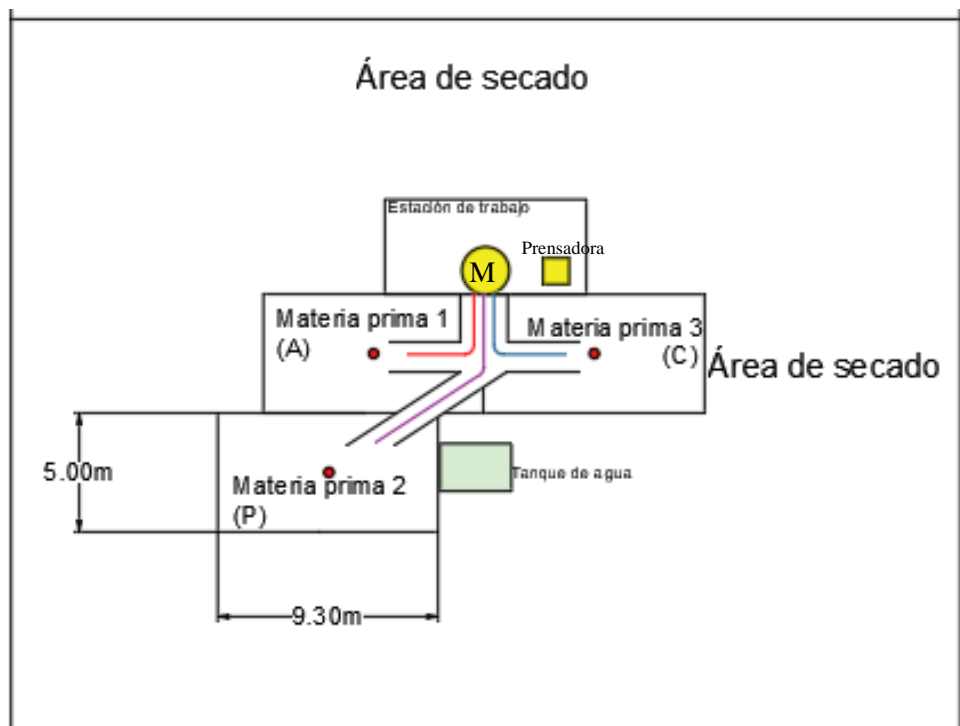 Área de secado
Estación de trabajo
Prensadora
M
Materia prima 1
(A)
Materia prima 3
(C)
Área de secado
5.00m
Materia prima 2
(P)
Tanque de agua
9.30m